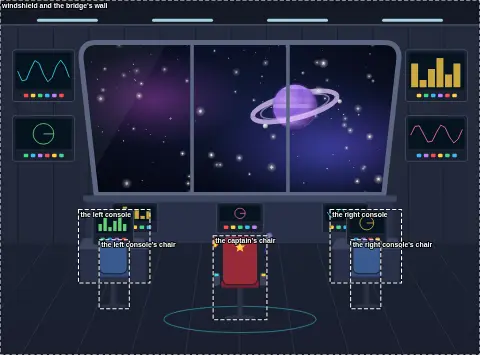 windshield and the bridge's wall
the left console
the right console
the left console's chair
the captain's chair
the right console's chair